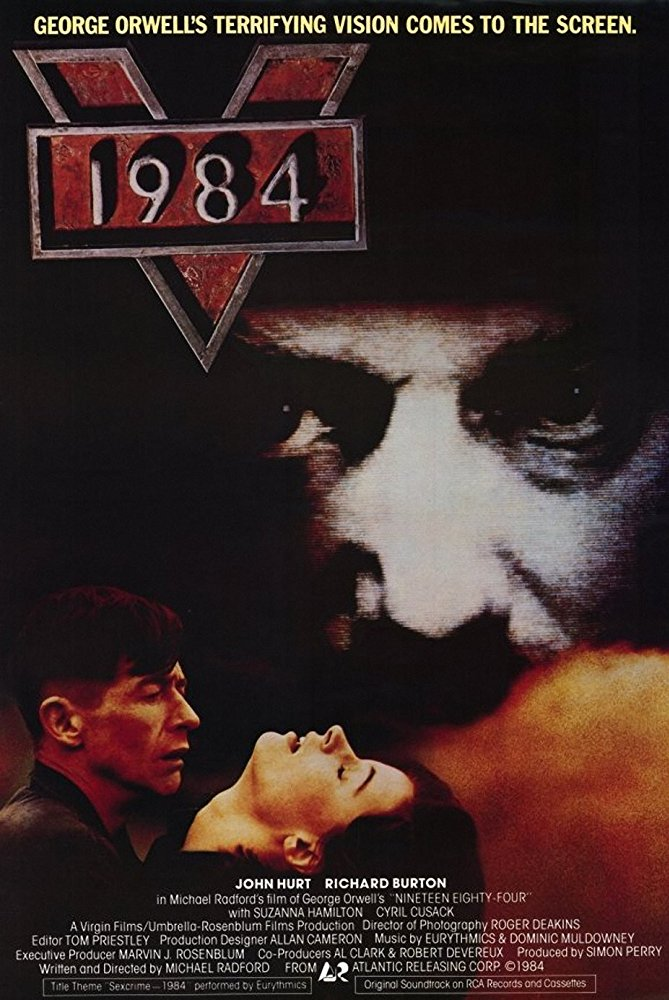 GEORGE ORWELL'S TERRIFYING VISION COMES TO THE SCREEN.
1984
JOHN HURT RICHARD BURTON
in Michael Radford's film of George Orwell's "NINETEEN EIGHTY-FOUR"
with SUZANNA HAMILTON CYRIL CUSACK
A Virgin Films/Umbrella-Rosenblum Films Production Director of Photography ROGER DEAKINS
Editor TOM PRIESTLEY Production Designer ALLAN CAMERON Music by EURYTHMICS & DOMINIC MULDOWNEY
Executive Producer MARVIN J. ROSENBLUM Co-Producers AL CLARK & ROBERT DEVEREUX Produced by SIMON PERRY
Written and Directed by MICHAEL RADFORD FROM ATLANTIC RELEASING CORP. ©1984
Title Theme "Sexcrime—1984" performed by Eurythmics Original Soundtrack on RCA Records and Cassettes